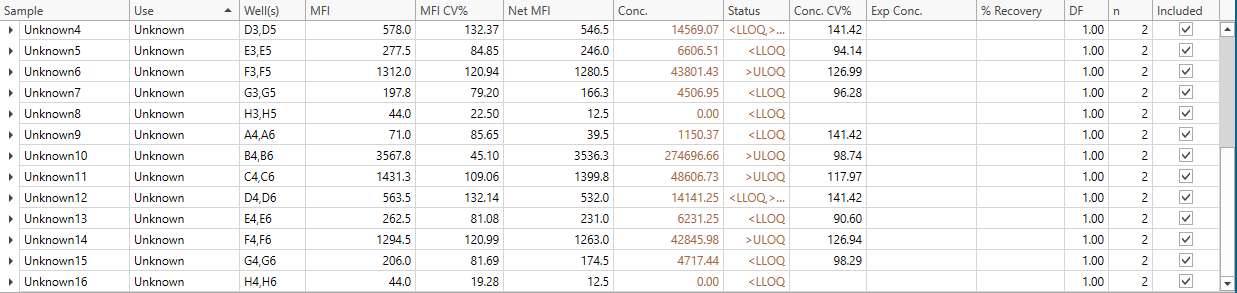 Sample Use Well(s) MFI MFI CV% Net MFI Conc. Status Conc. CV% Exp Conc. % Recovery DF n Included
Unknown4 Unknown D3,D5 578.0 132.37 546.5 14569.07 <LLOQ,>... 141.42 1.00 2
Unknown5 Unknown E3,E5 277.5 84.85 246.0 6606.51 <LLOQ 94.14 1.00 2
Unknown6 Unknown F3,F5 1312.0 120.94 1280.5 43801.43 >ULOQ 126.99 1.00 2
Unknown7 Unknown G3,G5 197.8 79.20 166.3 4506.95 <LLOQ 96.28 1.00 2
Unknown8 Unknown H3,H5 44.0 22.50 12.5 0.00 <LLOQ 1.00 2
Unknown9 Unknown A4,A6 71.0 85.65 39.5 1150.37 <LLOQ 141.42 1.00 2
Unknown10 Unknown B4,B6 3567.8 45.10 3536.3 274696.66 >ULOQ 98.74 1.00 2
Unknown11 Unknown C4,C6 1431.3 109.06 1399.8 48606.73 >ULOQ 117.97 1.00 2
Unknown12 Unknown D4,D6 563.5 132.14 532.0 14141.25 <LLOQ,>... 141.42 1.00 2
Unknown13 Unknown E4,E6 262.5 81.08 231.0 6231.25 <LLOQ 90.60 1.00 2
Unknown14 Unknown F4,F6 1294.5 120.99 1263.0 42845.98 >ULOQ 126.94 1.00 2
Unknown15 Unknown G4,G6 206.0 81.69 174.5 4717.44 <LLOQ 98.29 1.00 2
Unknown16 Unknown H4,H6 44.0 19.28 12.5 0.00 <LLOQ 1.00 2